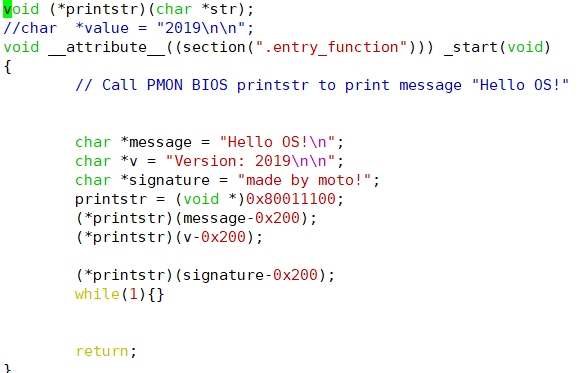 void (*printstr)(char *str);
//char  *value = "2019\n\n";
void __attribute__((section(".entry_function"))) _start(void)
{
        // Call PMON BIOS printstr to print message "Hello OS!"
        char *message = "Hello OS!\n";
        char *v = "Version: 2019\n\n";
        char *signature = "made by moto!";
        printstr = (void *)0x80011100;
        (*printstr)(message-0x200);
        (*printstr)(v-0x200);
        (*printstr)(signature-0x200);
        while(1){}
        return;
}